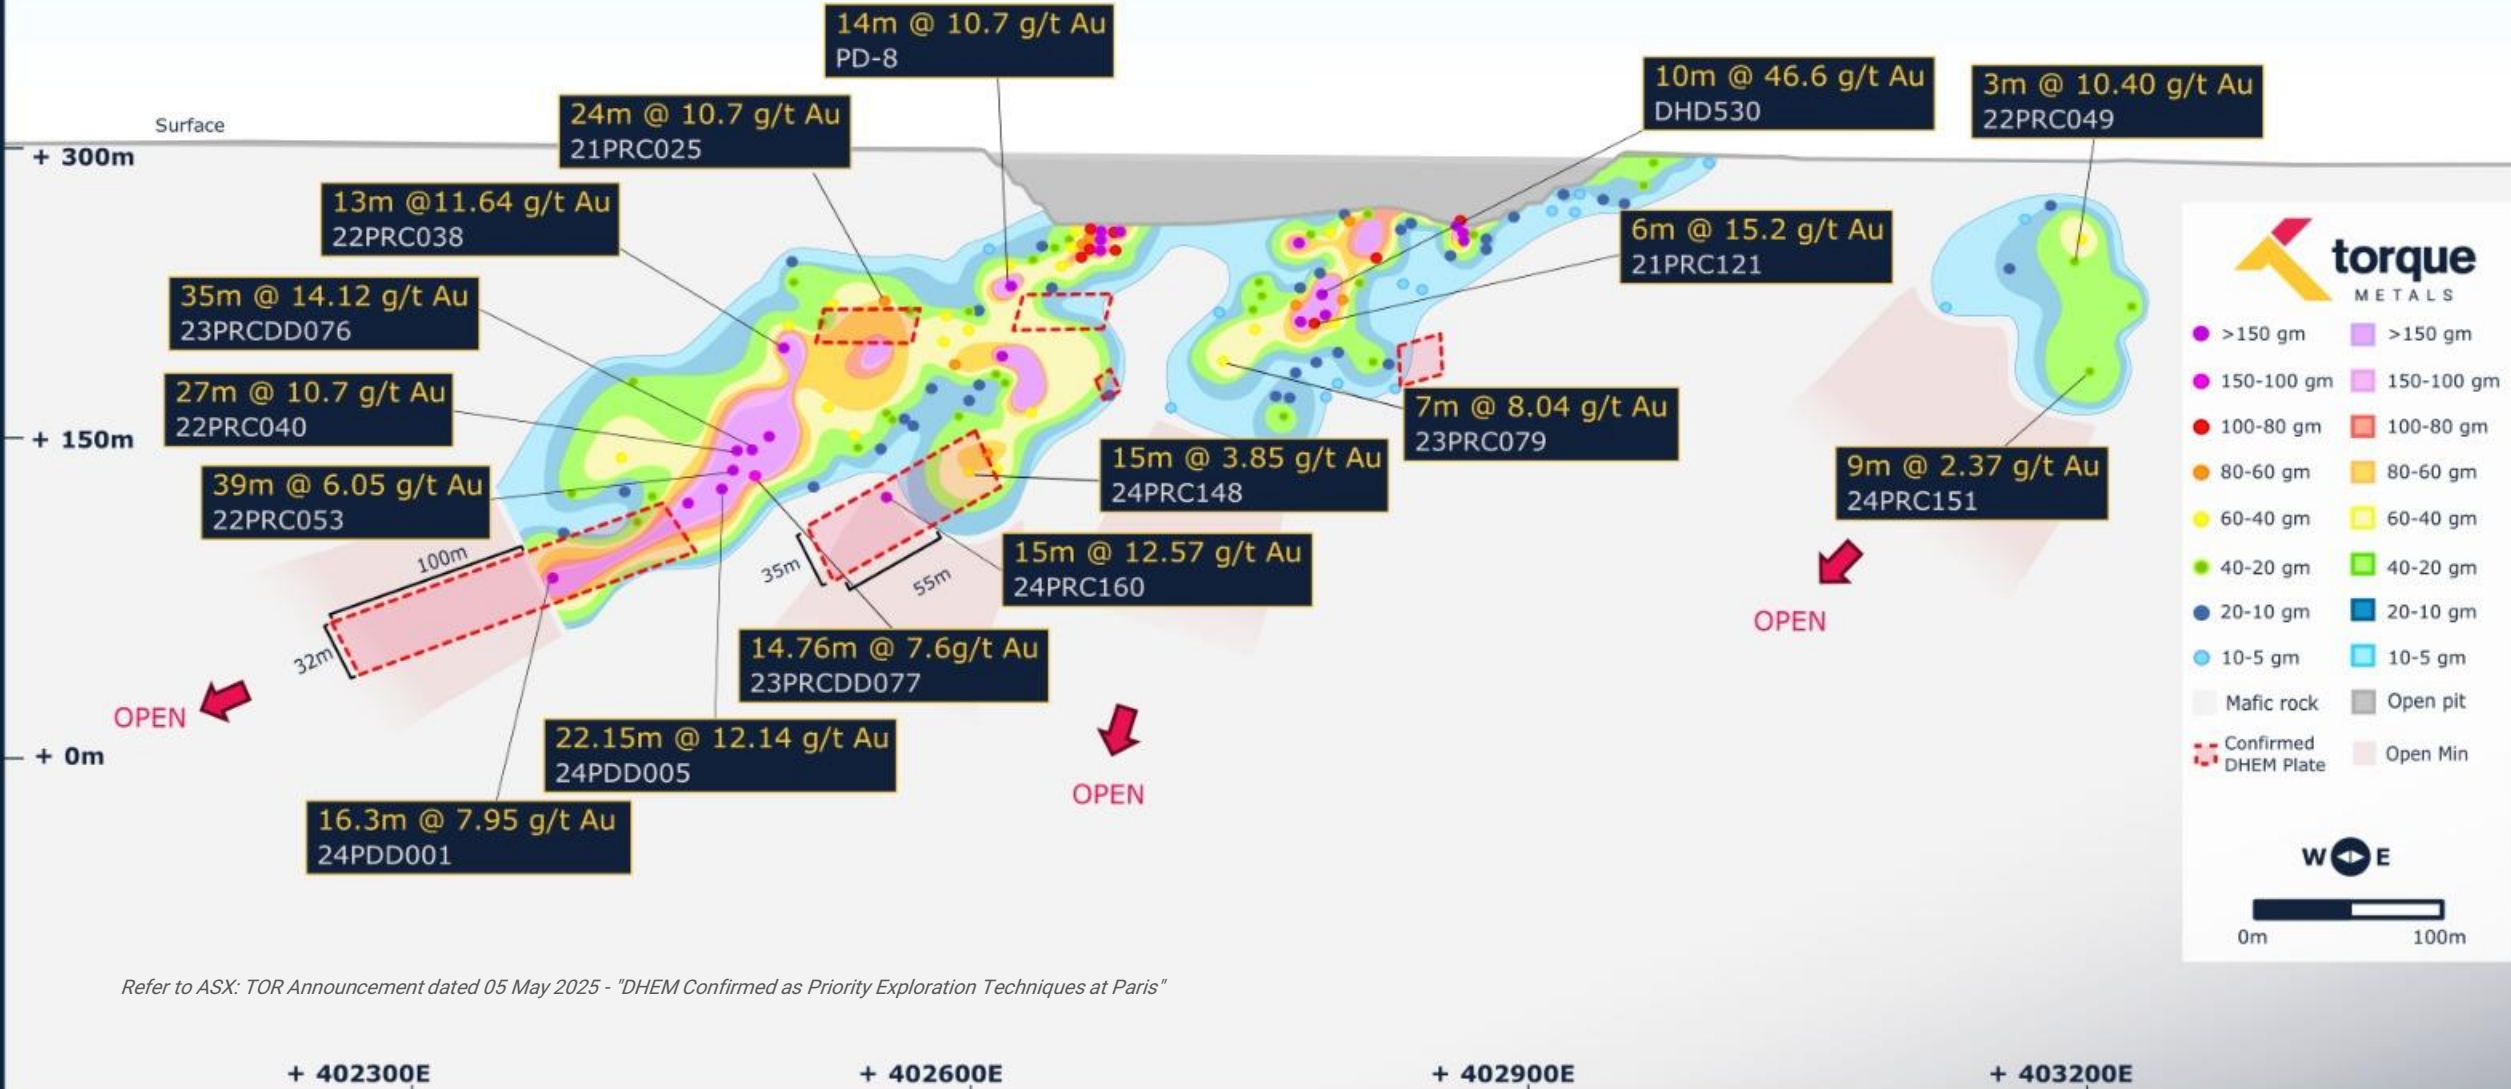 14m @ 10.7 g/t Au
PD-8
10m @ 46.6 g/t Au
DHD530
3m @ 10.40 g/t Au
22PRC049
24m @ 10.7 g/t Au
21PRC025
Surface
+ 300m
13m @11.64 g/t Au
22PRC038
6m @ 15.2 g/t Au
21PRC121
35m @ 14.12 g/t Au
23PRCDD076
27m @ 10.7 g/t Au
22PRC040
+ 150m
7m @ 8.04 g/t Au
23PRC079
15m @ 3.85 g/t Au
24PRC148
9m @ 2.37 g/t Au
24PRC151
39m @ 6.05 g/t Au
22PRC053
100m
35m
55m
15m @ 12.57 g/t Au
24PRC160
32m
14.76m @ 7.6g/t Au
23PRCDD077
OPEN
OPEN
OPEN
22.15m @ 12.14 g/t Au
24PDD005
+ 0m
16.3m @ 7.95 g/t Au
24PDD001
torque
METALS
>150 gm >150 gm
150-100 gm 150-100 gm
100-80 gm 100-80 gm
80-60 gm 80-60 gm
60-40 gm 60-40 gm
40-20 gm 40-20 gm
20-10 gm 20-10 gm
10-5 gm 10-5 gm
Mafic rock Open pit
Confirmed
DHEM Plate
Open Min
W E
0m 100m
Refer to ASX: TOR Announcement dated 05 May 2025 - "DHEM Confirmed as Priority Exploration Techniques at Paris"
+ 402300E + 402600E + 402900E + 403200E